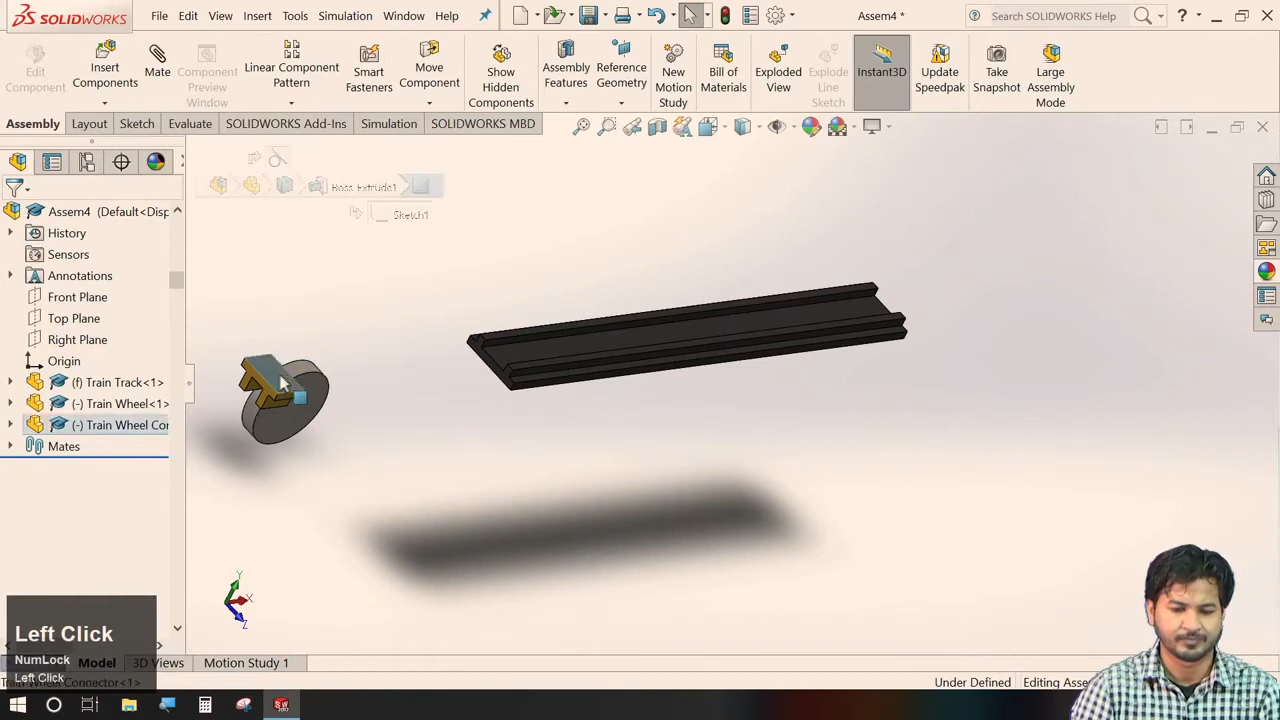 SOLIDWORKS File Edit View Insert Tools Simulation Window Help Assem4 * Search SOLIDWORKS Help ?
Edit Component
Insert Components
Mate
Component Preview Window
Linear Component Pattern
Smart Fasteners
Move Component
Show Hidden Components
Assembly Features
Reference Geometry
New Motion Study
Bill of Materials
Exploded View
Explode Line Sketch
Instant3D
Update Speedpak
Take Snapshot
Large Assembly Mode
Assembly Layout Sketch Evaluate SOLIDWORKS Add-Ins Simulation SOLIDWORKS MBD
Boss-Extrude1
Sketch1
Assem4 (Default<Disp
History
Sensors
Annotations
Front Plane
Top Plane
Right Plane
Origin
(f) Train Track<1>
(-) Train Wheel<1>
(-) Train Wheel Cor
Mates
Y
X
Z
Left Click
NumLock
Left Click
Model 3D Views Motion Study 1
Train Wheel Connector<1> Under Defined Editing Asse